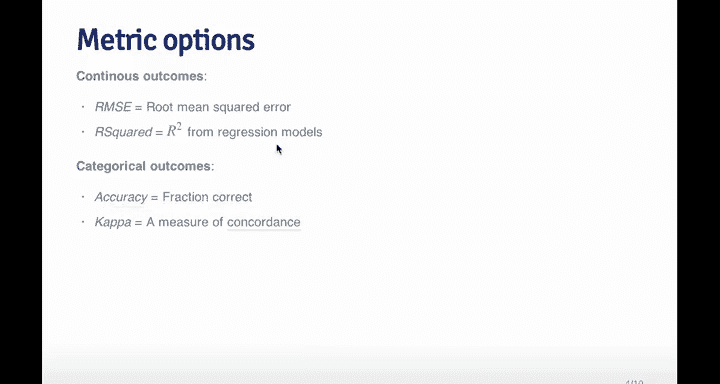 Metric options
Continous outcomes:
· RMSE = Root mean squared error
· RSquared = R² from regression models
Categorical outcomes:
· Accuracy = Fraction correct
· Kappa = A measure of concordance